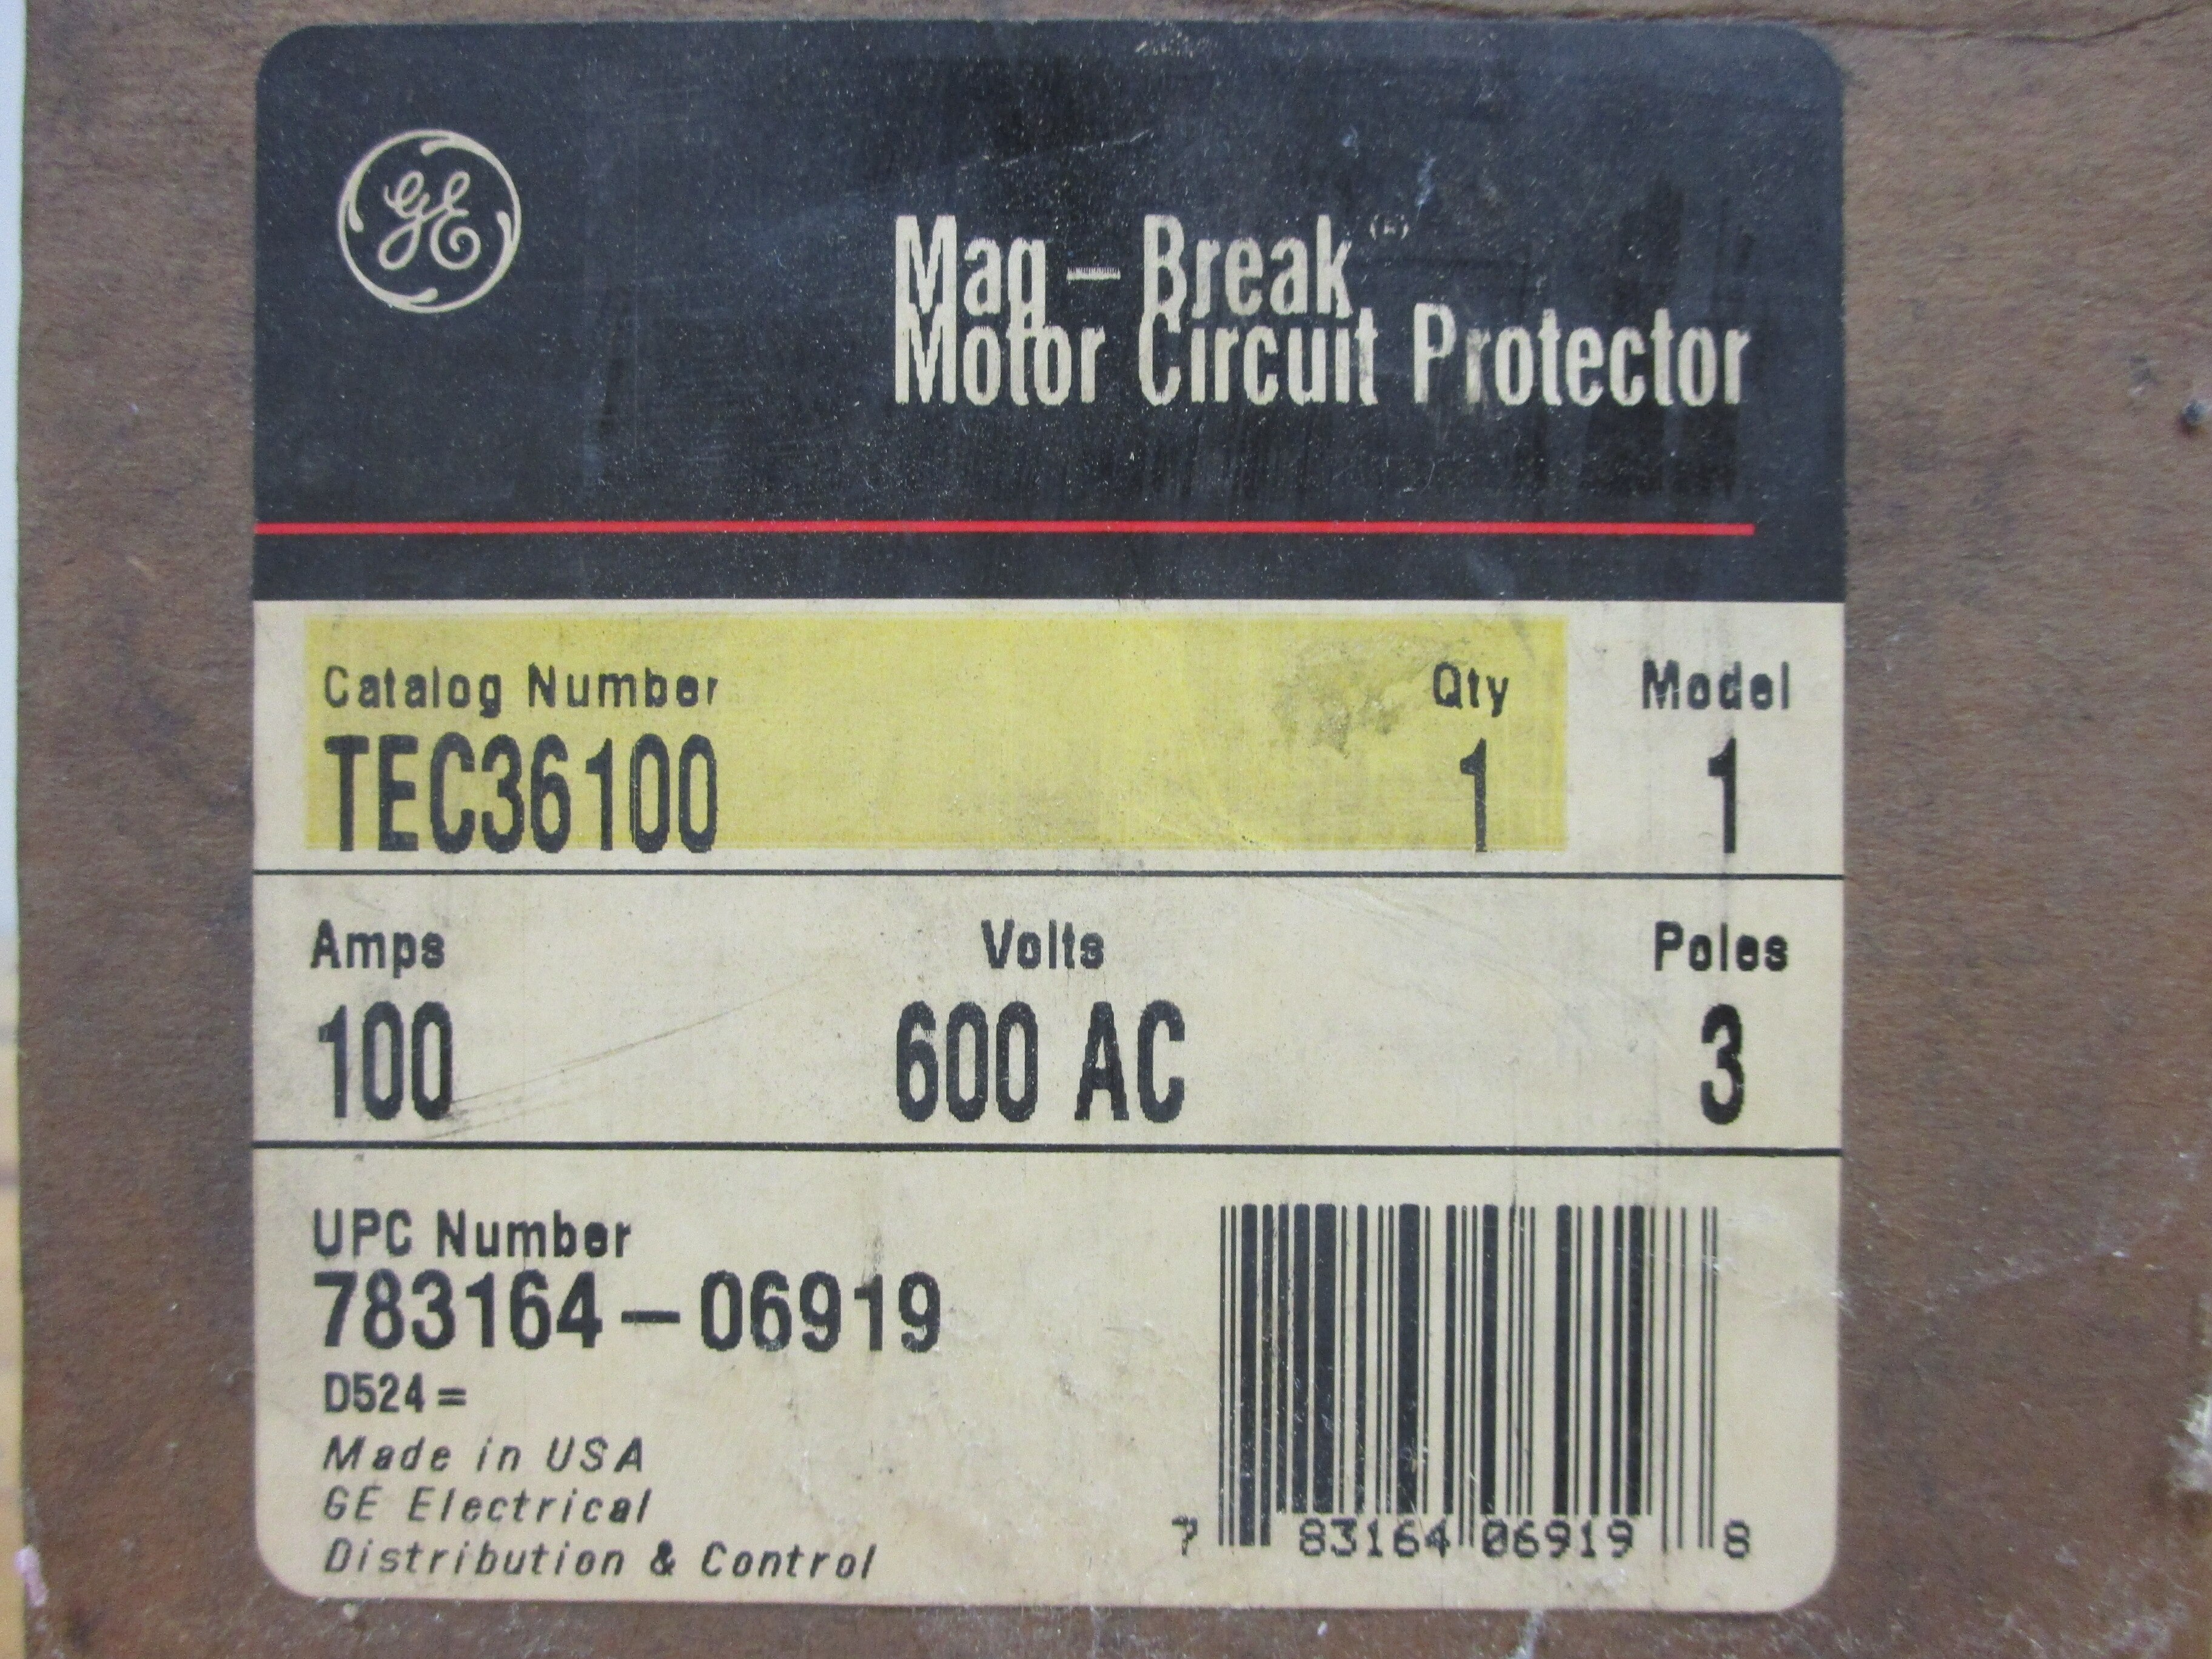 GE
Mag-Break (R)
Motor Circuit Protector
Catalog Number Qty Model
TEC36100 1 1
Amps Volts Poles
100 600 AC 3
UPC Number
783164-06919
D524=
Made in USA
GE Electrical
Distribution & Control
7 83164 06919 8